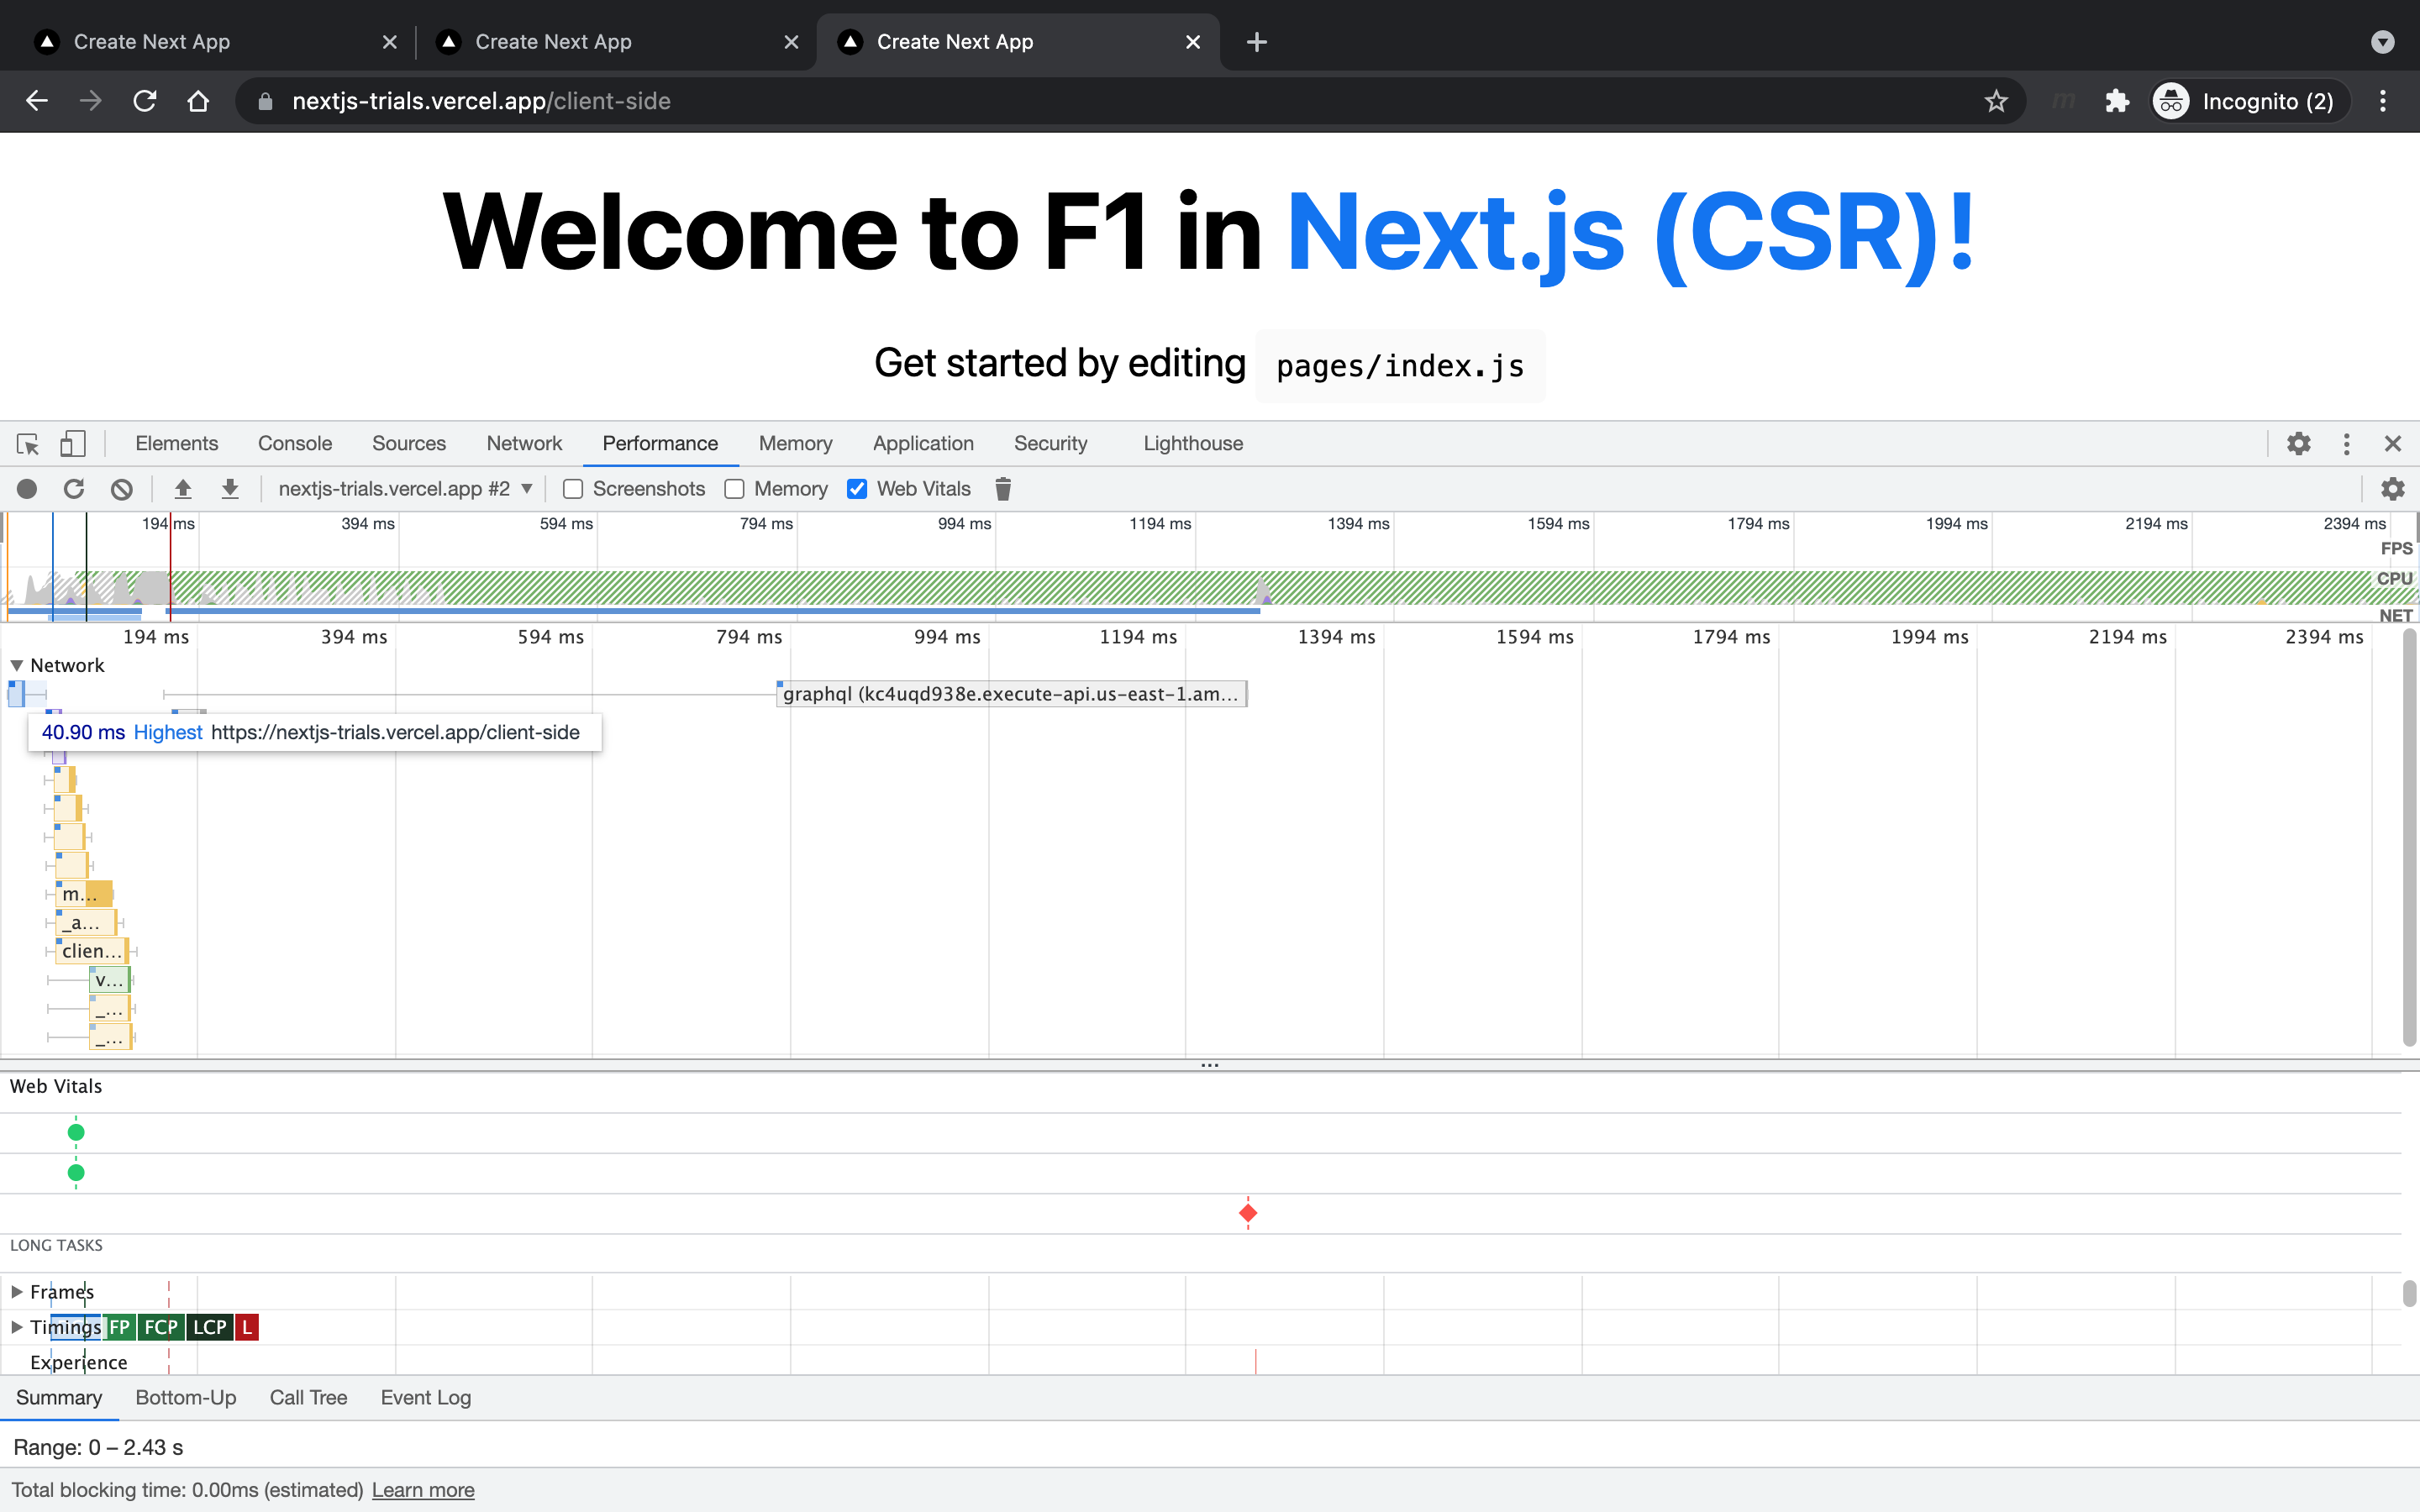 Create Next App
Create Next App
Create Next App
nextjs-trials.vercel.app/client-side
Incognito (2)
Welcome to F1 in Next.js (CSR)!
Get started by editing pages/index.js
Elements Console Sources Network Performance Memory Application Security Lighthouse
nextjs-trials.vercel.app #2 Screenshots Memory Web Vitals
194 ms 394 ms 594 ms 794 ms 994 ms 1194 ms 1394 ms 1594 ms 1794 ms 1994 ms 2194 ms 2394 ms
FPS
CPU
NET
194 ms 394 ms 594 ms 794 ms 994 ms 1194 ms 1394 ms 1594 ms 1794 ms 1994 ms 2194 ms 2394 ms
Network
graphql (kc4uqd938e.execute-api.us-east-1.am…
40.90 ms Highest https://nextjs-trials.vercel.app/client-side
m…
_a…
clien…
v…
_…
_…
Web Vitals
LONG TASKS
Frames
Timings FP FCP LCP L
Experience
Summary Bottom-Up Call Tree Event Log
Range: 0 – 2.43 s
Total blocking time: 0.00ms (estimated) Learn more